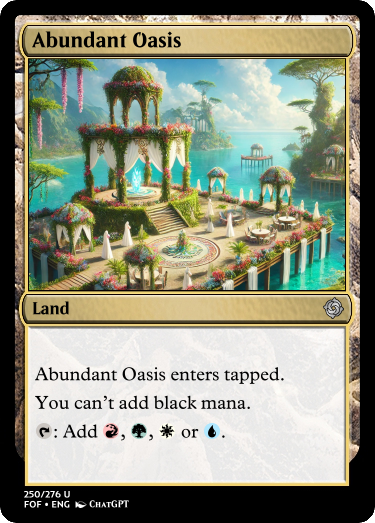 Abundant Oasis
Land
Abundant Oasis enters tapped.
You can't add black mana.
: Add , , or .
250/276 U
FOF • ENG ChatGPT